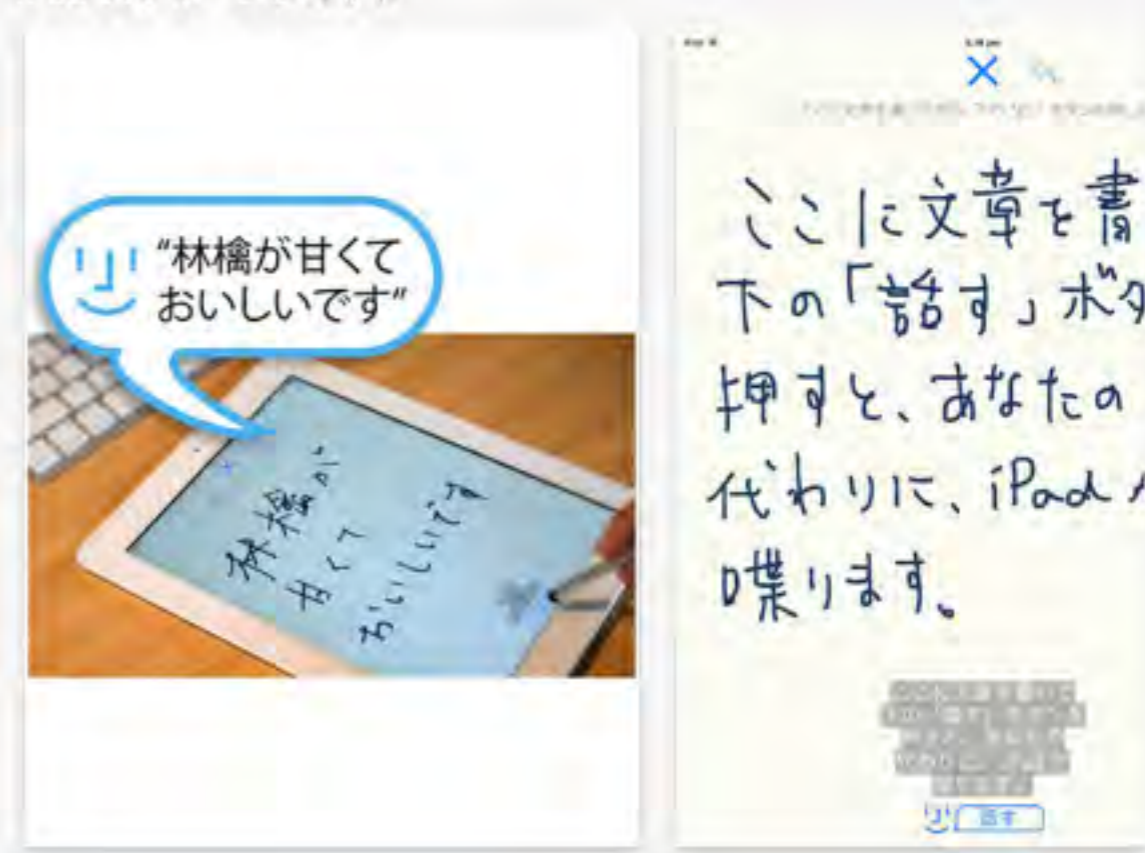 “林檎が甘くて
おいしいです”
林檎が
甘くて
おいしいです
ここに文章を書
下の「話す」ボタ
押すと、あなたの
代わりに、iPad
喋ります。
話す